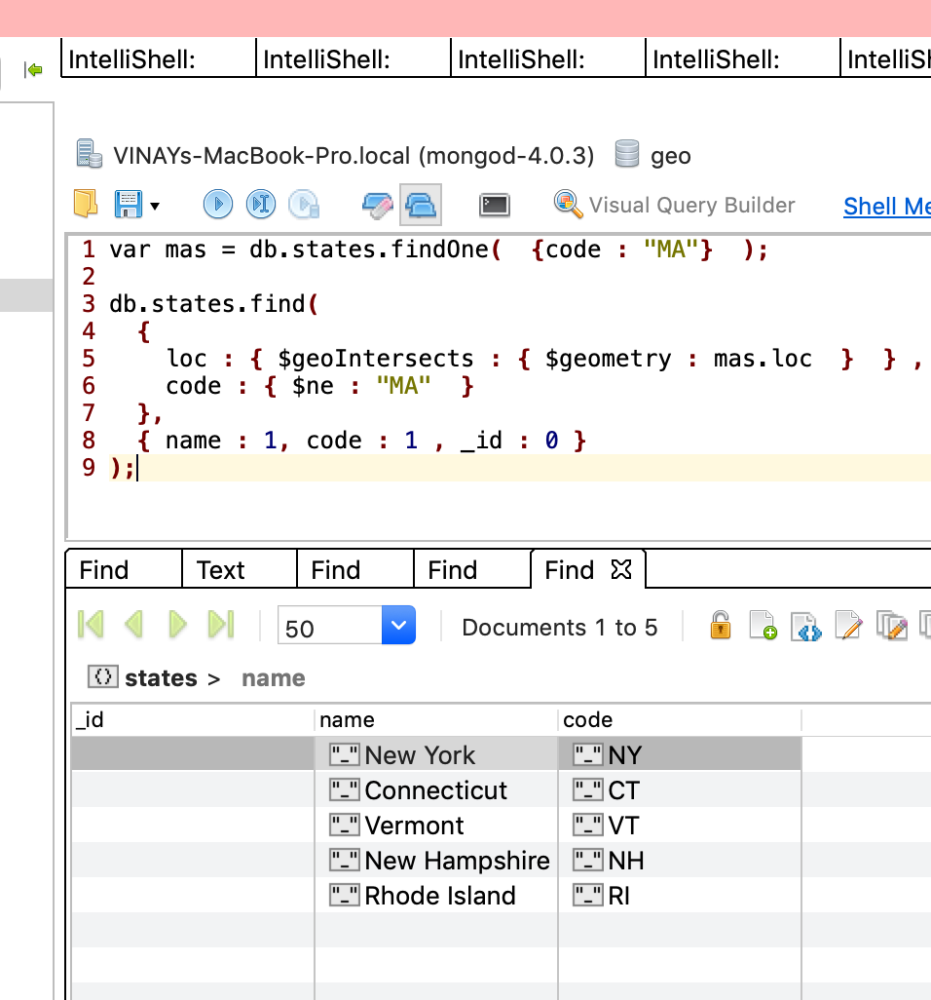 IntelliShell: IntelliShell: IntelliShell: IntelliShell: IntelliSh
VINAYs-MacBook-Pro.local (mongod-4.0.3) geo
Visual Query Builder Shell Me
1 var mas = db.states.findOne(  {code : "MA"}  );
2
3 db.states.find(
4   {
5     loc : { $geoIntersects : { $geometry : mas.loc  }  } ,
6     code : { $ne : "MA"  }
7   },
8   { name : 1, code : 1 , _id : 0 }
9 );
Find Text Find Find Find
50 Documents 1 to 5
{} states > name
_id name code
"_" New York "_" NY
"_" Connecticut "_" CT
"_" Vermont "_" VT
"_" New Hampshire "_" NH
"_" Rhode Island "_" RI